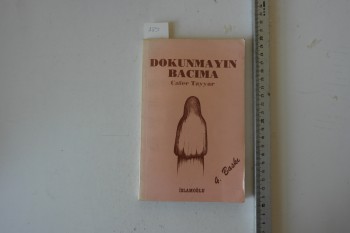 DOKUNMAYIN
BACIMA
Cafer Tayyar
4. Baskı
İSLAMOĞLU